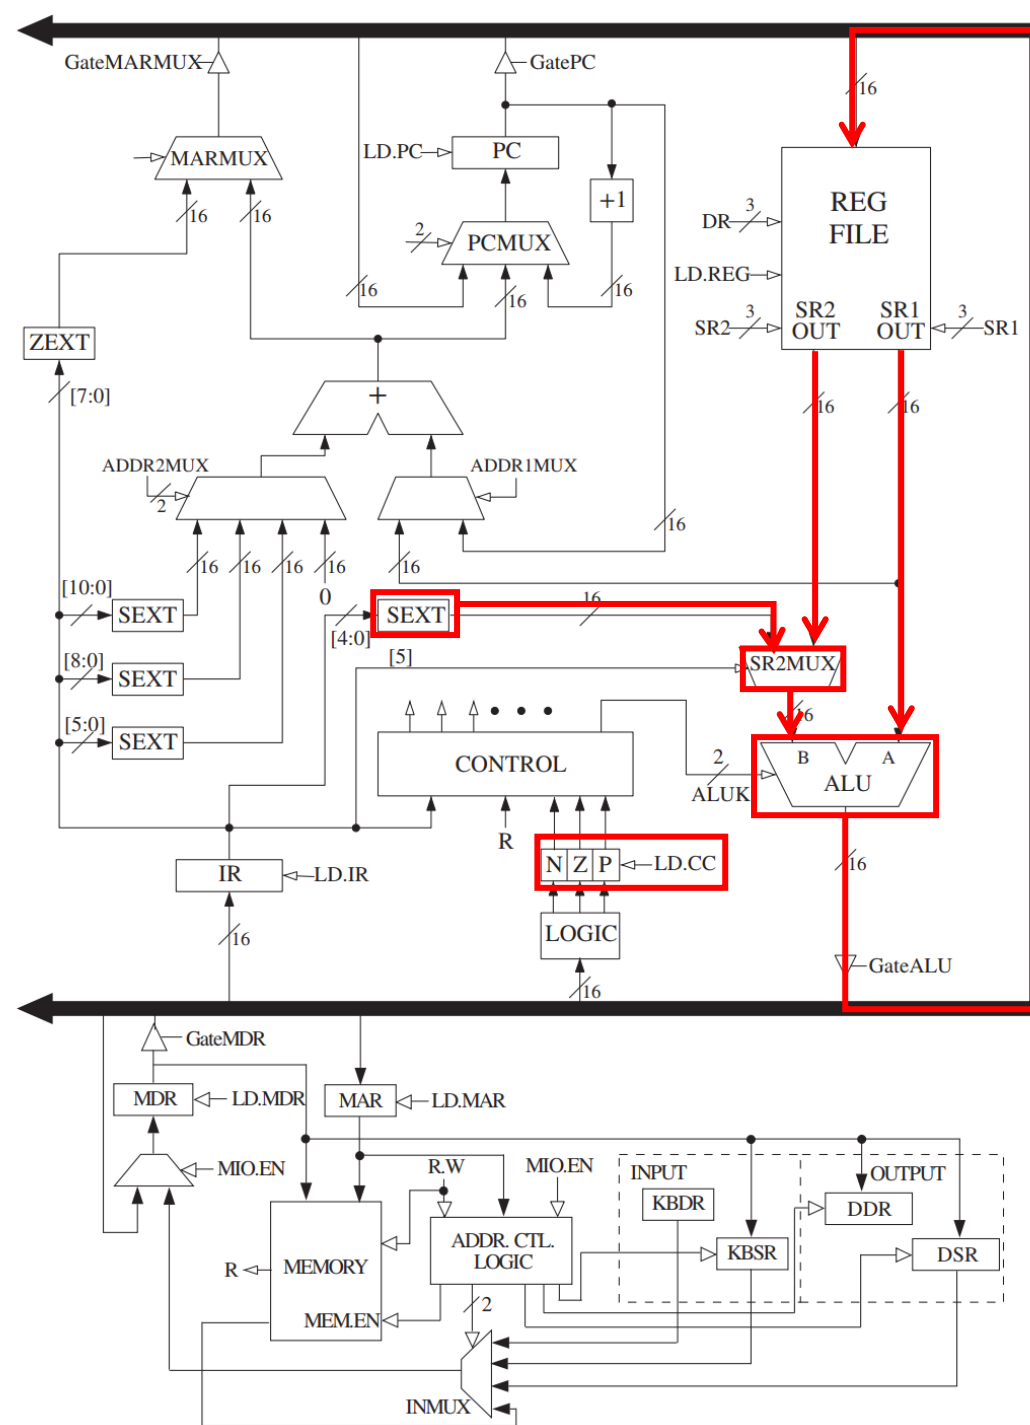 GateMARMUX
GatePC
16
MARMUX
LD.PC
PC
+1
REG
FILE
DR
3
LD.REG
16
16
2
PCMUX
16
16
16
SR2
3
SR2
OUT
SR1
OUT
3
SR1
ZEXT
[7:0]
+
16
16
ADDR2MUX
2
ADDR1MUX
16
16
16
16
16
16
0
[10:0]
SEXT
[4:0]
SEXT
16
[8:0]
SEXT
[5]
SR2MUX
[5:0]
SEXT
16
CONTROL
2
ALUK
B
A
ALU
R
IR
LD.IR
N
Z
P
LD.CC
16
16
LOGIC
16
GateALU
GateMDR
MDR
LD.MDR
MAR
LD.MAR
MIO.EN
R.W
MIO.EN
INPUT
OUTPUT
KBDR
DDR
R
MEMORY
ADDR. CTL.
LOGIC
KBSR
DSR
MEM.EN
2
INMUX